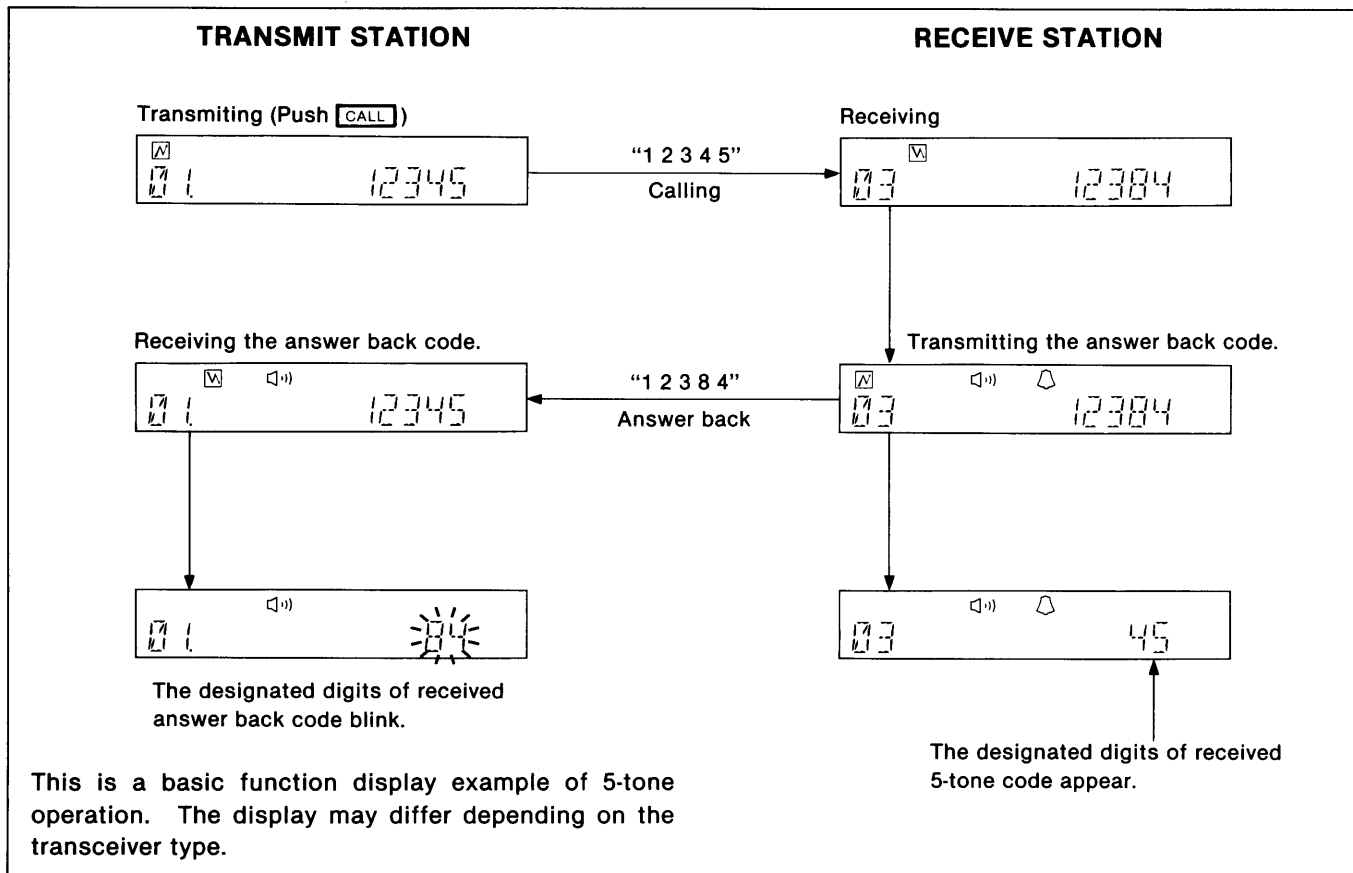 TRANSMIT STATION
RECEIVE STATION
Transmiting (Push CALL )
Receiving
01. 12345
“1 2 3 4 5”
Calling
03 12384
Receiving the answer back code.
Transmitting the answer back code.
01. 12345
“1 2 3 8 4”
Answer back
03 12384
01. 84
03 45
The designated digits of received
answer back code blink.
The designated digits of received
5-tone code appear.
This is a basic function display example of 5-tone
operation. The display may differ depending on the
transceiver type.